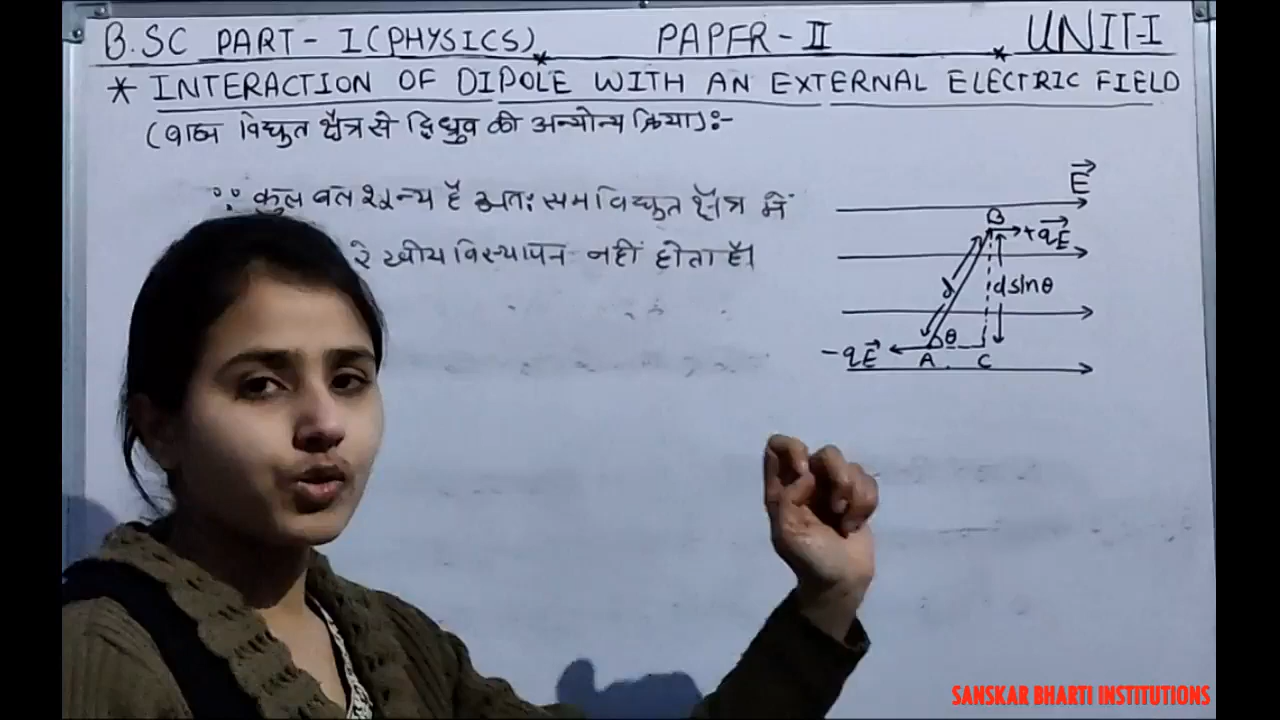 B.SC PART-I (PHYSICS) PAPER-II UNIT-I
* INTERACTION OF DIPOLE WITH AN EXTERNAL ELECTRIC FIELD
(बाह्य विद्युत क्षैत्र से द्विध्रुव की अन्योन्य क्रिया):-
∵ कुल बल शून्य है अतः सम विद्युत क्षैत्र में
रेखीय विस्थापन नहीं होता है।
E⃗
B
+qE⃗
d
dsinθ
θ
-qE⃗
A
C
SANSKAR BHARTI INSTITUTIONS